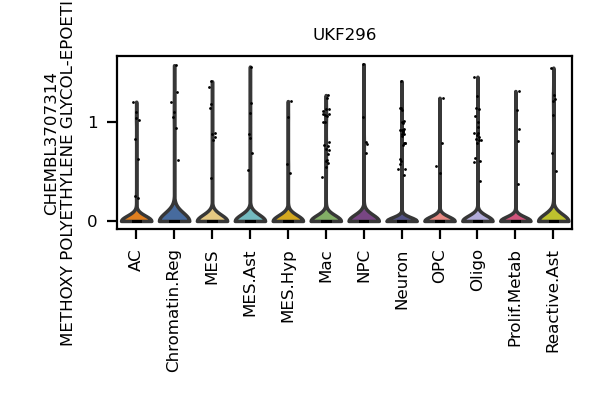 UKF296
CHEMBL3707314
METHOXY POLYETHYLENE GLYCOL-EPOETI
1
0
AC
Chromatin.Reg
MES
MES.Ast
MES.Hyp
Mac
NPC
Neuron
OPC
Oligo
Prolif.Metab
Reactive.Ast